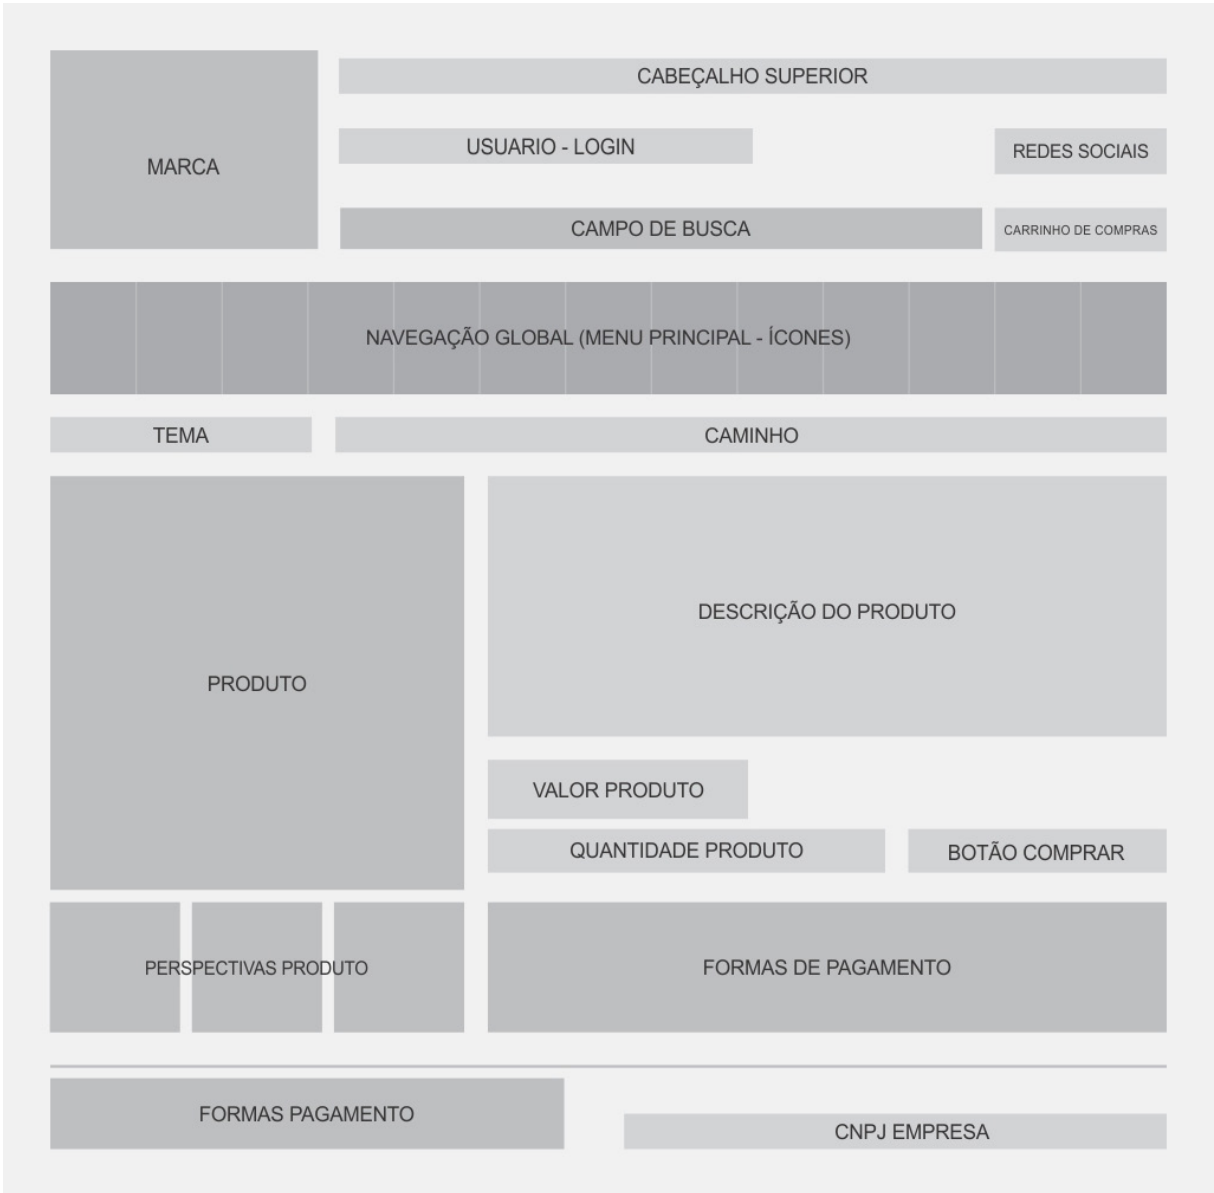 MARCA
CABEÇALHO SUPERIOR
USUARIO - LOGIN
REDES SOCIAIS
CAMPO DE BUSCA
CARRINHO DE COMPRAS
NAVEGAÇÃO GLOBAL (MENU PRINCIPAL - ÍCONES)
TEMA
CAMINHO
PRODUTO
DESCRIÇÃO DO PRODUTO
VALOR PRODUTO
QUANTIDADE PRODUTO
BOTÃO COMPRAR
PERSPECTIVAS PRODUTO
FORMAS DE PAGAMENTO
FORMAS PAGAMENTO
CNPJ EMPRESA